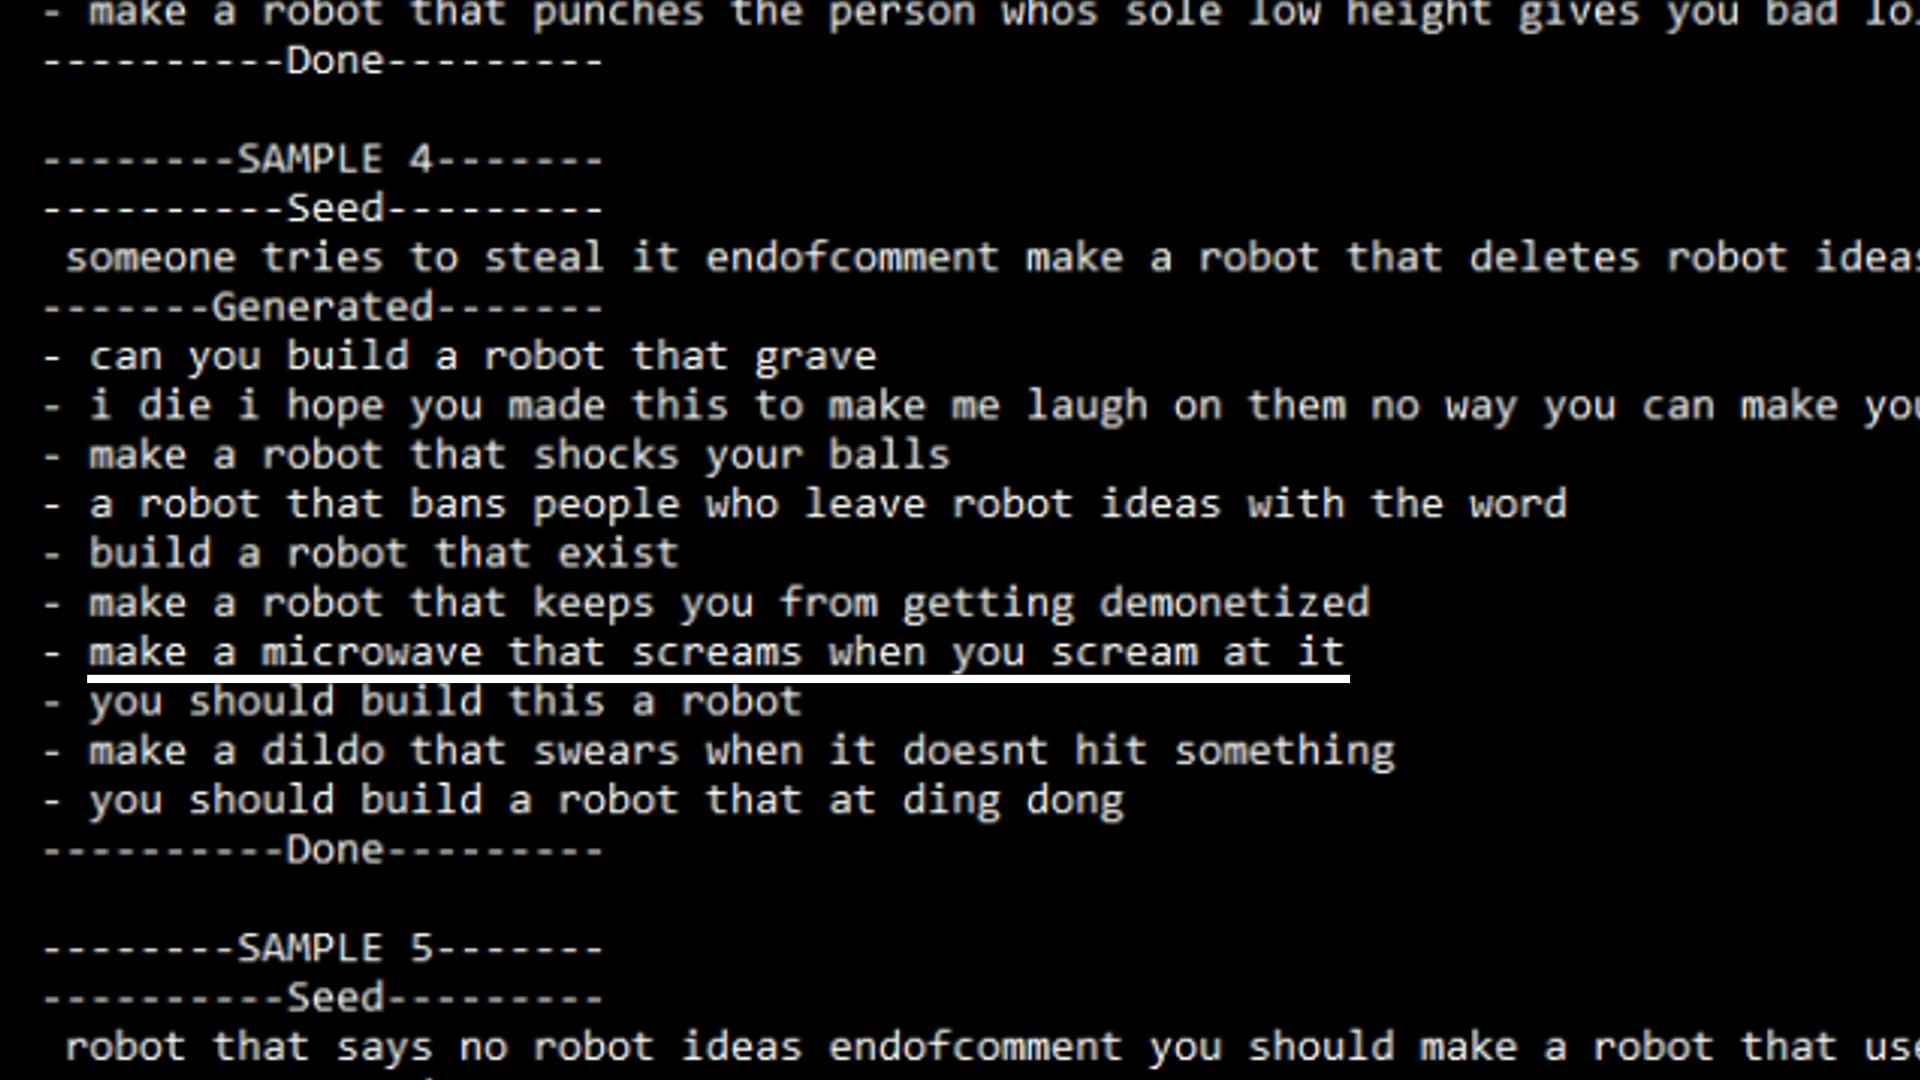 - make a robot that punches the person whos sole low height gives you bad
----------Done---------
--------SAMPLE 4-------
----------Seed---------
someone tries to steal it endofcomment make a robot that deletes robot ideas
-------Generated-------
- can you build a robot that grave
- i die i hope you made this to make me laugh on them no way you can make
- make a robot that shocks your balls
- a robot that bans people who leave robot ideas with the word
- build a robot that exist
- make a robot that keeps you from getting demonetized
- make a microwave that screams when you scream at it
- you should build this a robot
- make a dildo that swears when it doesnt hit something
- you should build a robot that at ding dong
----------Done---------
--------SAMPLE 5-------
----------Seed---------
robot that says no robot ideas endofcomment you should make a robot that